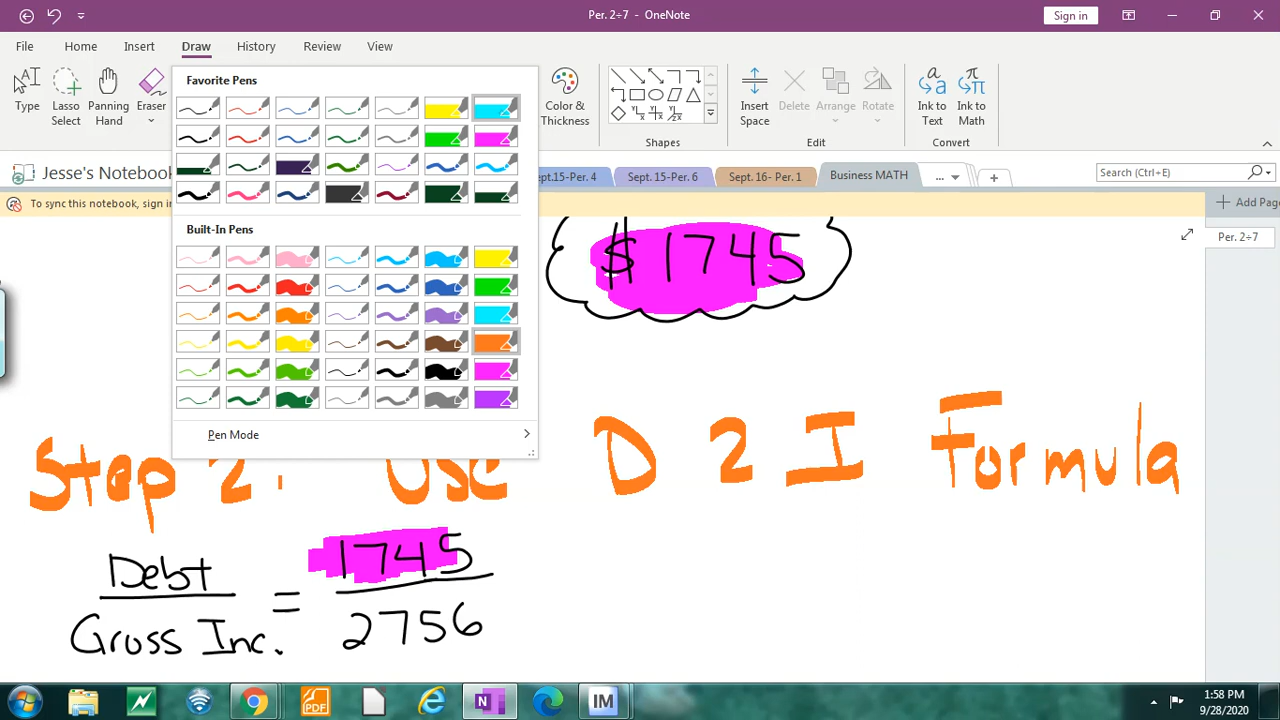 Per. 2÷7 - OneNote
Sign in
File Home Insert Draw History Review View
Type
Lasso Select
Panning Hand
Eraser
Favorite Pens
Built-In Pens
Pen Mode
Color & Thickness
Shapes
Insert Space
Delete
Arrange
Rotate
Edit
Ink to Text
Ink to Math
Convert
Jesse's Notebook
ept.15-Per. 4
Sept. 15-Per. 6
Sept. 16- Per. 1
Business MATH
...
Search (Ctrl+E)
To sync this notebook, sign in
Add Page
Per. 2÷7
$ 1745
Step 2. Use D 2 I Formula
Debt
Gross Inc.
=
1745
2756
PDF
IM
1:58 PM
9/28/2020